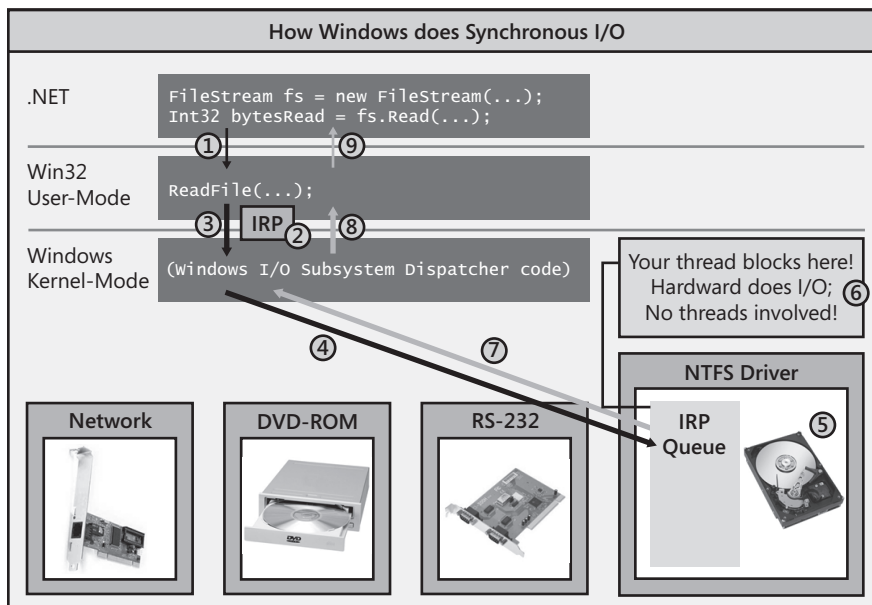 How Windows does Synchronous I/O
.NET
FileStream fs = new FileStream(...);
Int32 bytesRead = fs.Read(...);
1
9
Win32
User-Mode
ReadFile(...);
3
IRP
2
8
Windows
Kernel-Mode
(Windows I/O Subsystem Dispatcher code)
Your thread blocks here!
Hardward does I/O;
No threads involved!
6
4
7
NTFS Driver
IRP
Queue
5
Network
DVD-ROM
RS-232
DVD